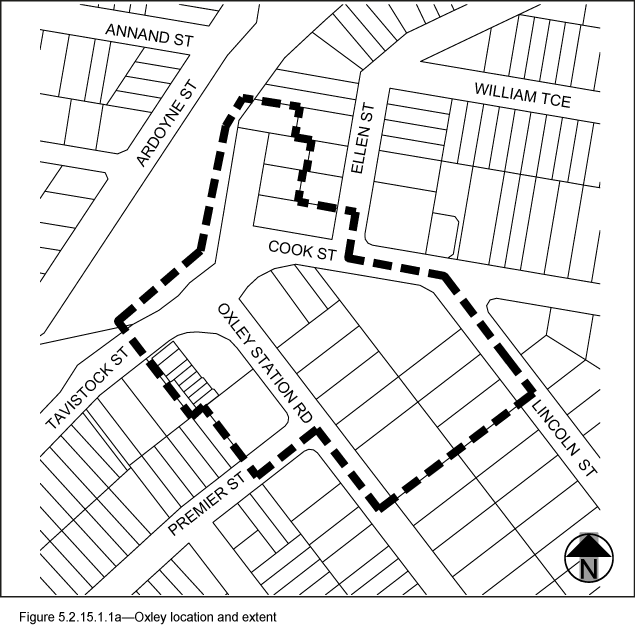 ANNAND ST
ARDOYNE ST
WILLIAM TCE
ELLEN ST
COOK ST
OXLEY STATION RD
TAVISTOCK ST
LINCOLN ST
PREMIER ST
N
Figure 5.2.15.1.1a—Oxley location and extent